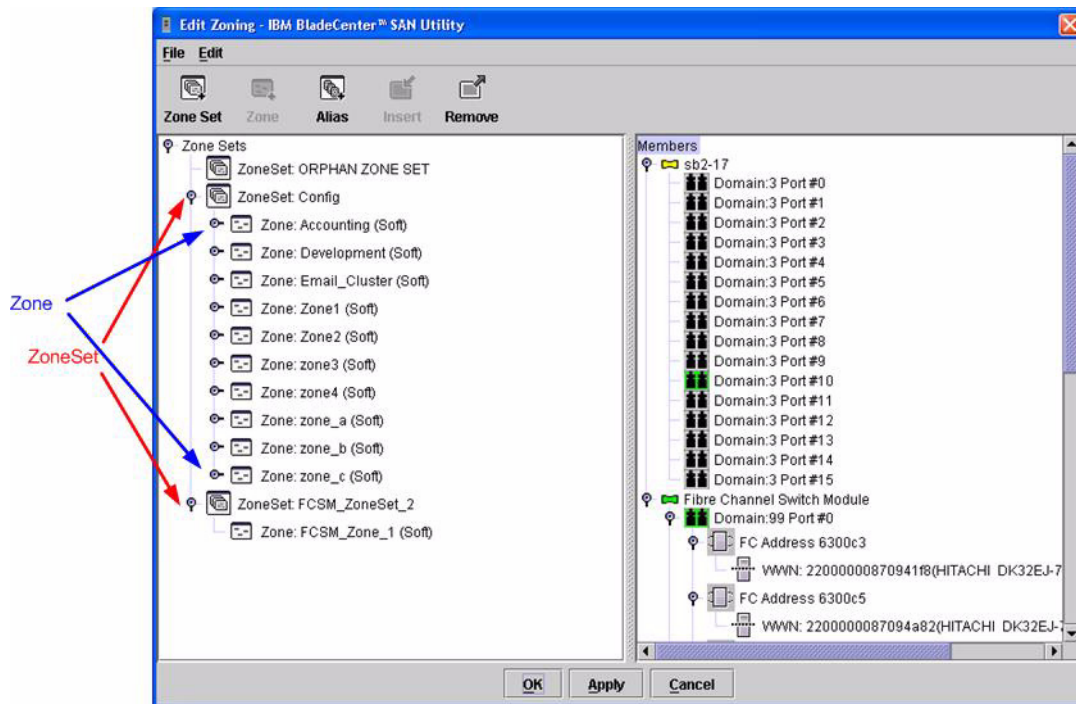 Edit Zoning - IBM BladeCenter™ SAN Utility
File Edit
Zone Set Zone Alias Insert Remove
Zone Sets
ZoneSet: ORPHAN ZONE SET
ZoneSet: Config
Zone: Accounting (Soft)
Zone: Development (Soft)
Zone: Email_Cluster (Soft)
Zone: Zone1 (Soft)
Zone: Zone2 (Soft)
Zone: zone3 (Soft)
Zone: zone4 (Soft)
Zone: zone_a (Soft)
Zone: zone_b (Soft)
Zone: zone_c (Soft)
ZoneSet: FCSM_ZoneSet_2
Zone: FCSM_Zone_1 (Soft)
Zone
ZoneSet
Members
sb2-17
Domain:3 Port#0
Domain:3 Port#1
Domain:3 Port#2
Domain:3 Port#3
Domain:3 Port#4
Domain:3 Port#5
Domain:3 Port#6
Domain:3 Port#7
Domain:3 Port#8
Domain:3 Port#9
Domain:3 Port#10
Domain:3 Port#11
Domain:3 Port#12
Domain:3 Port#13
Domain:3 Port#14
Domain:3 Port#15
Fibre Channel Switch Module
Domain:99 Port#0
FC Address 6300c3
WWN: 22000000870941f8(HITACHI DK32EJ-7
FC Address 6300c5
WWN: 2200000087094a82(HITACHI DK32EJ-7
OK Apply Cancel